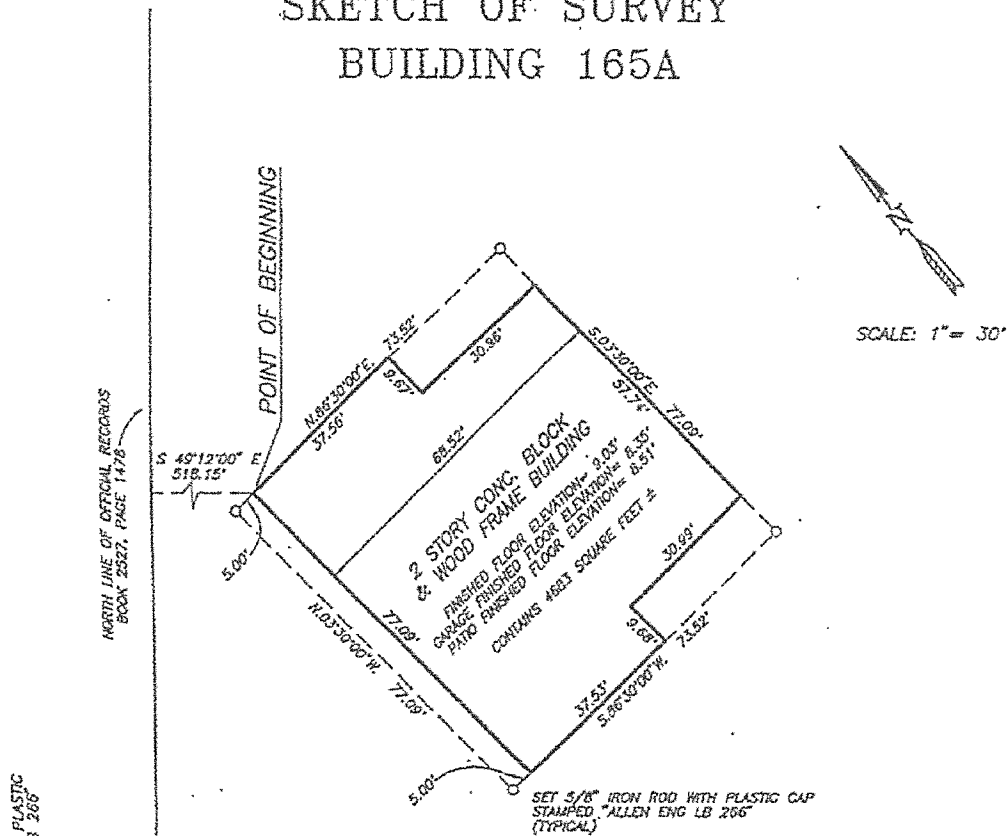 SKETCH OF SURVEY
BUILDING 165A
POINT OF BEGINNING
N
SCALE: 1"= 30'
NORTH LINE OF OFFICIAL RECORDS
BOOK 2527, PAGE 1478
S 49°12'00" E
518.15'
N.86°30'00"E. 73.52'
37.56'
9.67'
30.96'
S.03°30'00"E. 77.09'
57.74'
68.52'
2 STORY CONC. BLOCK
& WOOD FRAME BUILDING
FINISHED FLOOR ELEVATION= 9.03'
GARAGE FINISHED FLOOR ELEVATION= 8.35'
PATIO FINISHED FLOOR ELEVATION= 8.51'
CONTAINS 4683 SQUARE FEET ±
5.00'
77.09'
N.03°30'00"W. 77.09'
30.99'
9.68'
37.53'
S.86°30'00"W. 73.52'
5.00'
SET 5/8" IRON ROD WITH PLASTIC CAP
STAMPED "ALLEN ENG LB 266"
(TYPICAL)
PLASTIC
266"